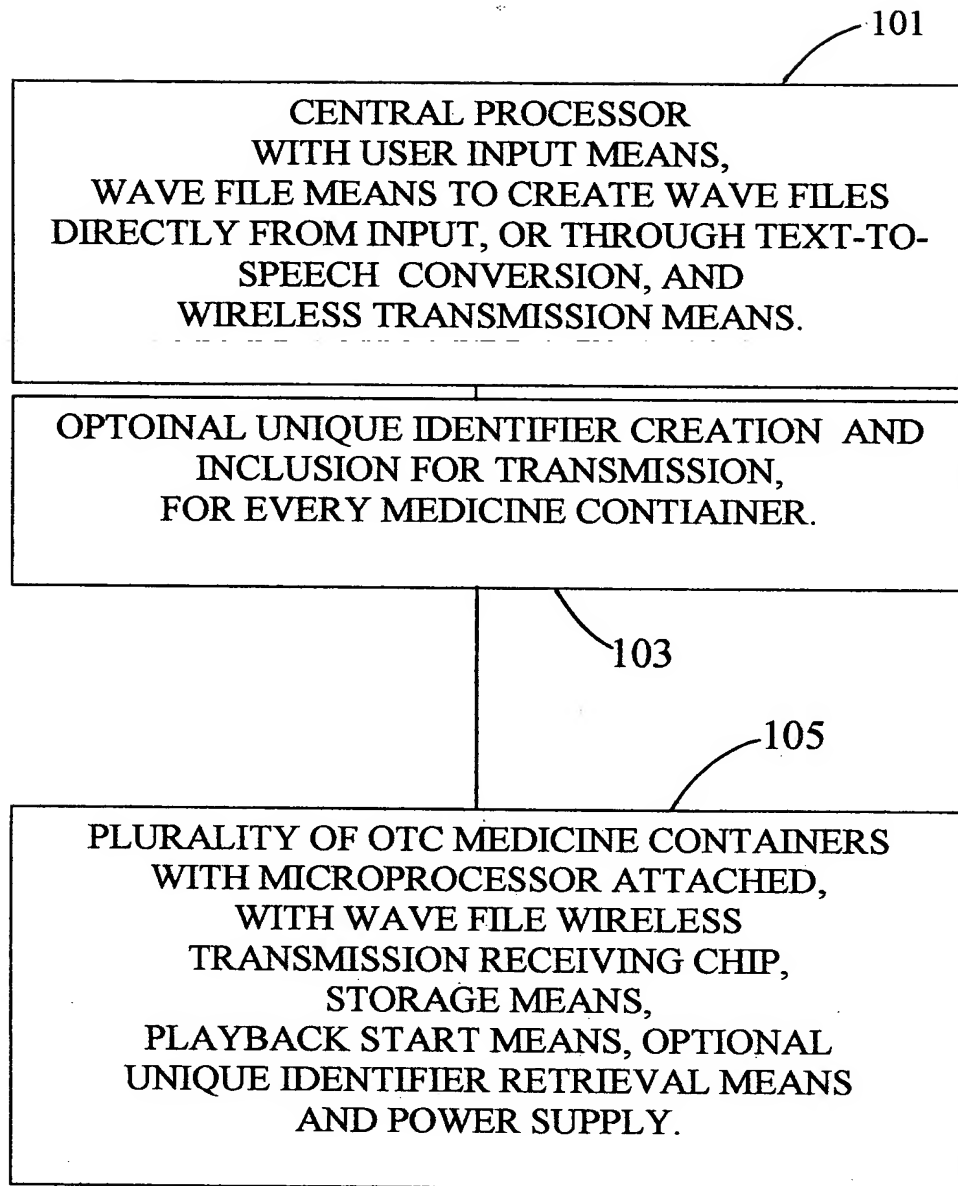 101
CENTRAL PROCESSOR
WITH USER INPUT MEANS,
WAVE FILE MEANS TO CREATE WAVE FILES
DIRECTLY FROM INPUT, OR THROUGH TEXT-TO-
SPEECH CONVERSION, AND
WIRELESS TRANSMISSION MEANS.
OPTOINAL UNIQUE IDENTIFIER CREATION AND
INCLUSION FOR TRANSMISSION,
FOR EVERY MEDICINE CONTIAINER.
103
105
PLURALITY OF OTC MEDICINE CONTAINERS
WITH MICROPROCESSOR ATTACHED,
WITH WAVE FILE WIRELESS
TRANSMISSION RECEIVING CHIP,
STORAGE MEANS,
PLAYBACK START MEANS, OPTIONAL
UNIQUE IDENTIFIER RETRIEVAL MEANS
AND POWER SUPPLY.